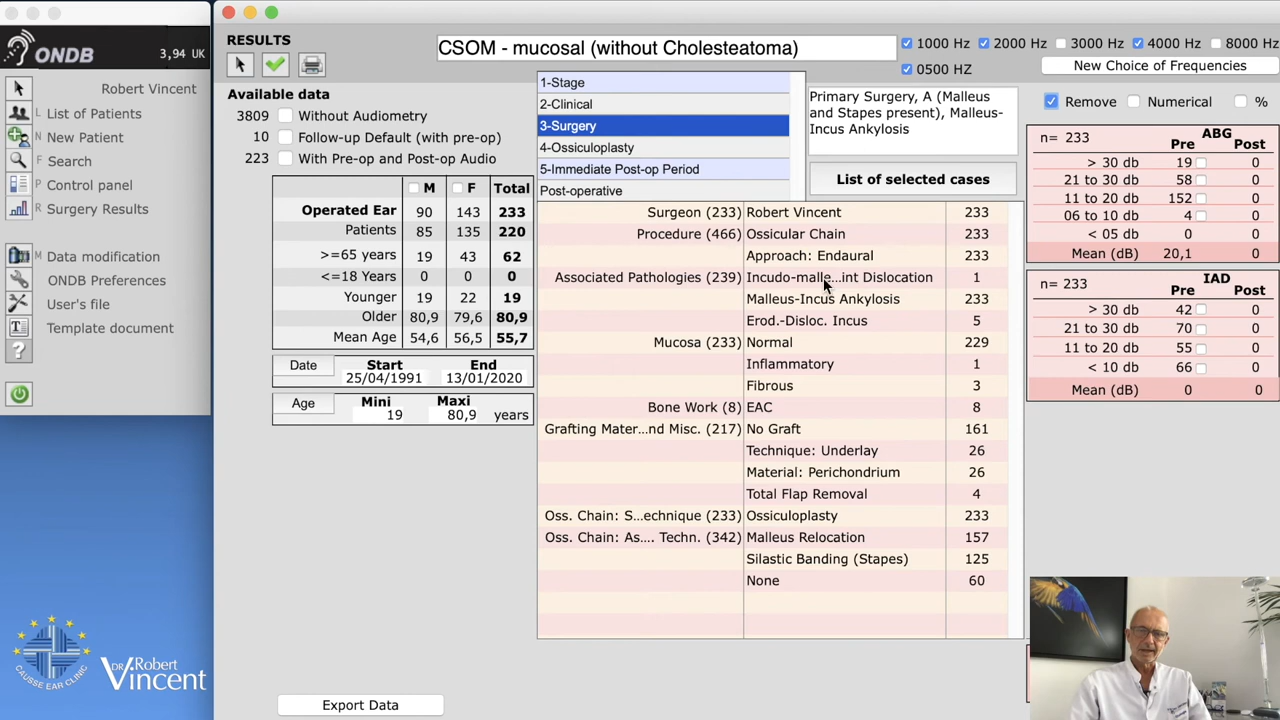 ONDB
3,94 UK
Robert Vincent
L List of Patients
N New Patient
F Search
P Control panel
R Surgery Results
M Data modification
ONDB Preferences
User's file
Template document
?
CAUSSE EAR CLINIC
DR Robert
Vincent
RESULTS
CSOM - mucosal (without Cholesteatoma)
1000 Hz 2000 Hz 3000 Hz 4000 Hz 8000 Hz
0500 HZ
New Choice of Frequencies
Remove Numerical %
Available data
3809 Without Audiometry
10 Follow-up Default (with pre-op)
223 With Pre-op and Post-op Audio
M F Total
Operated Ear 90 143 233
Patients 85 135 220
>=65 years 19 43 62
<=18 Years 0 0 0
Younger 19 22 19
Older 80,9 79,6 80,9
Mean Age 54,6 56,5 55,7
Date Start End
25/04/1991 13/01/2020
Age Mini Maxi
19 80,9 years
Export Data
1-Stage
2-Clinical
3-Surgery
4-Ossiculoplasty
5-Immediate Post-op Period
Post-operative
Primary Surgery, A (Malleus
and Stapes present), Malleus-
Incus Ankylosis
List of selected cases
Surgeon (233) Robert Vincent 233
Procedure (466) Ossicular Chain 233
Approach: Endaural 233
Associated Pathologies (239) Incudo-malle...int Dislocation 1
Malleus-Incus Ankylosis 233
Erod.-Disloc. Incus 5
Mucosa (233) Normal 229
Inflammatory 1
Fibrous 3
Bone Work (8) EAC 8
Grafting Mater...nd Misc. (217) No Graft 161
Technique: Underlay 26
Material: Perichondrium 26
Total Flap Removal 4
Oss. Chain: S...echnique (233) Ossiculoplasty 233
Oss. Chain: As.... Techn. (342) Malleus Relocation 157
Silastic Banding (Stapes) 125
None 60
n= 233 ABG
Pre Post
> 30 db 19 0
21 to 30 db 58 0
11 to 20 db 152 0
06 to 10 db 4 0
< 05 db 0 0
Mean (dB) 20,1
n= 233 IAD
Pre Post
> 30 db 42 0
21 to 30 db 70 0
11 to 20 db 55 0
< 10 db 66 0
Mean (dB) 0 0